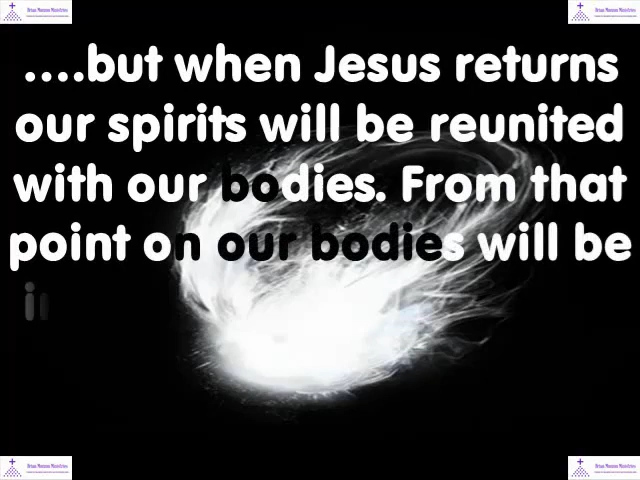 ....but when Jesus returns
our spirits will be reunited
with our bodies. From that
point on our bodies will be